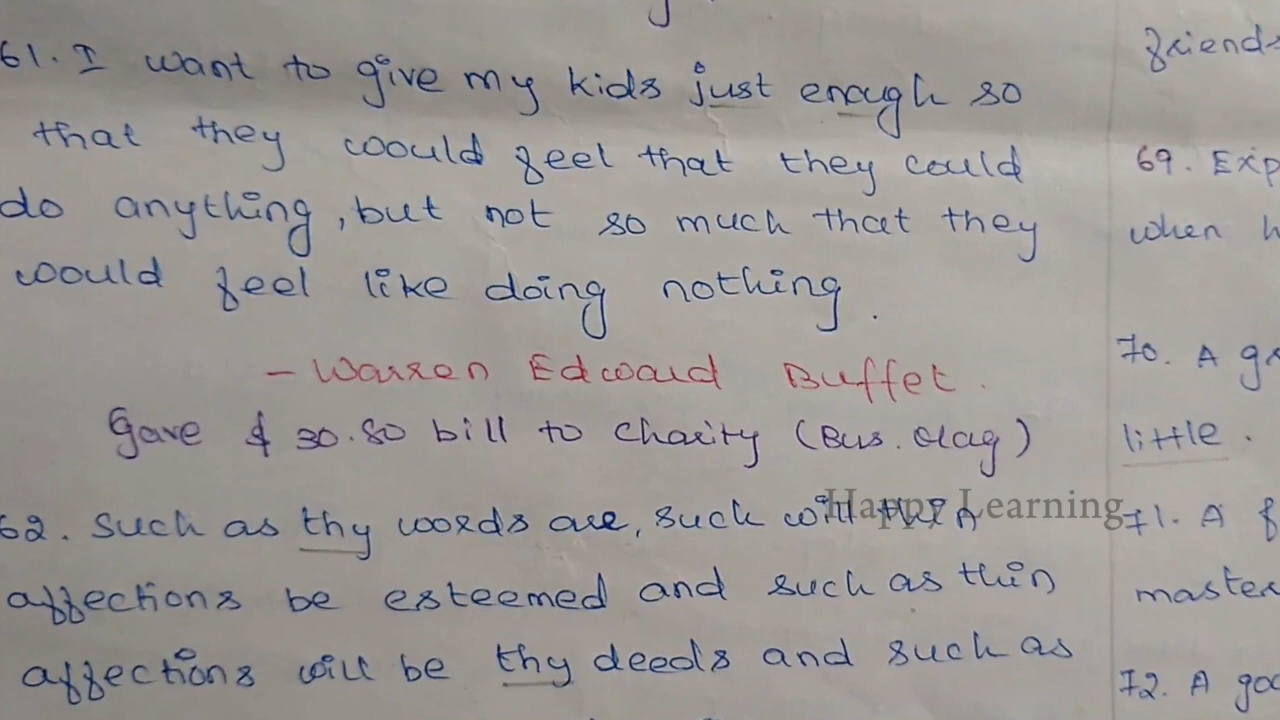 61. I want to give my kids just enough so
that they would feel that they could
do anything, but not so much that they
would feel like doing nothing.
- Warren Edward Buffet.
Gave $ 30.80 bill to charity (Bus. Mag)
62. Such as thy words are, such will thin
affections be esteemed and such as thin
affections will be thy deeds and such as
friends
69. Exp
when h
70. A gr
little.
71. A f
master
72. A goo
Happy Learning